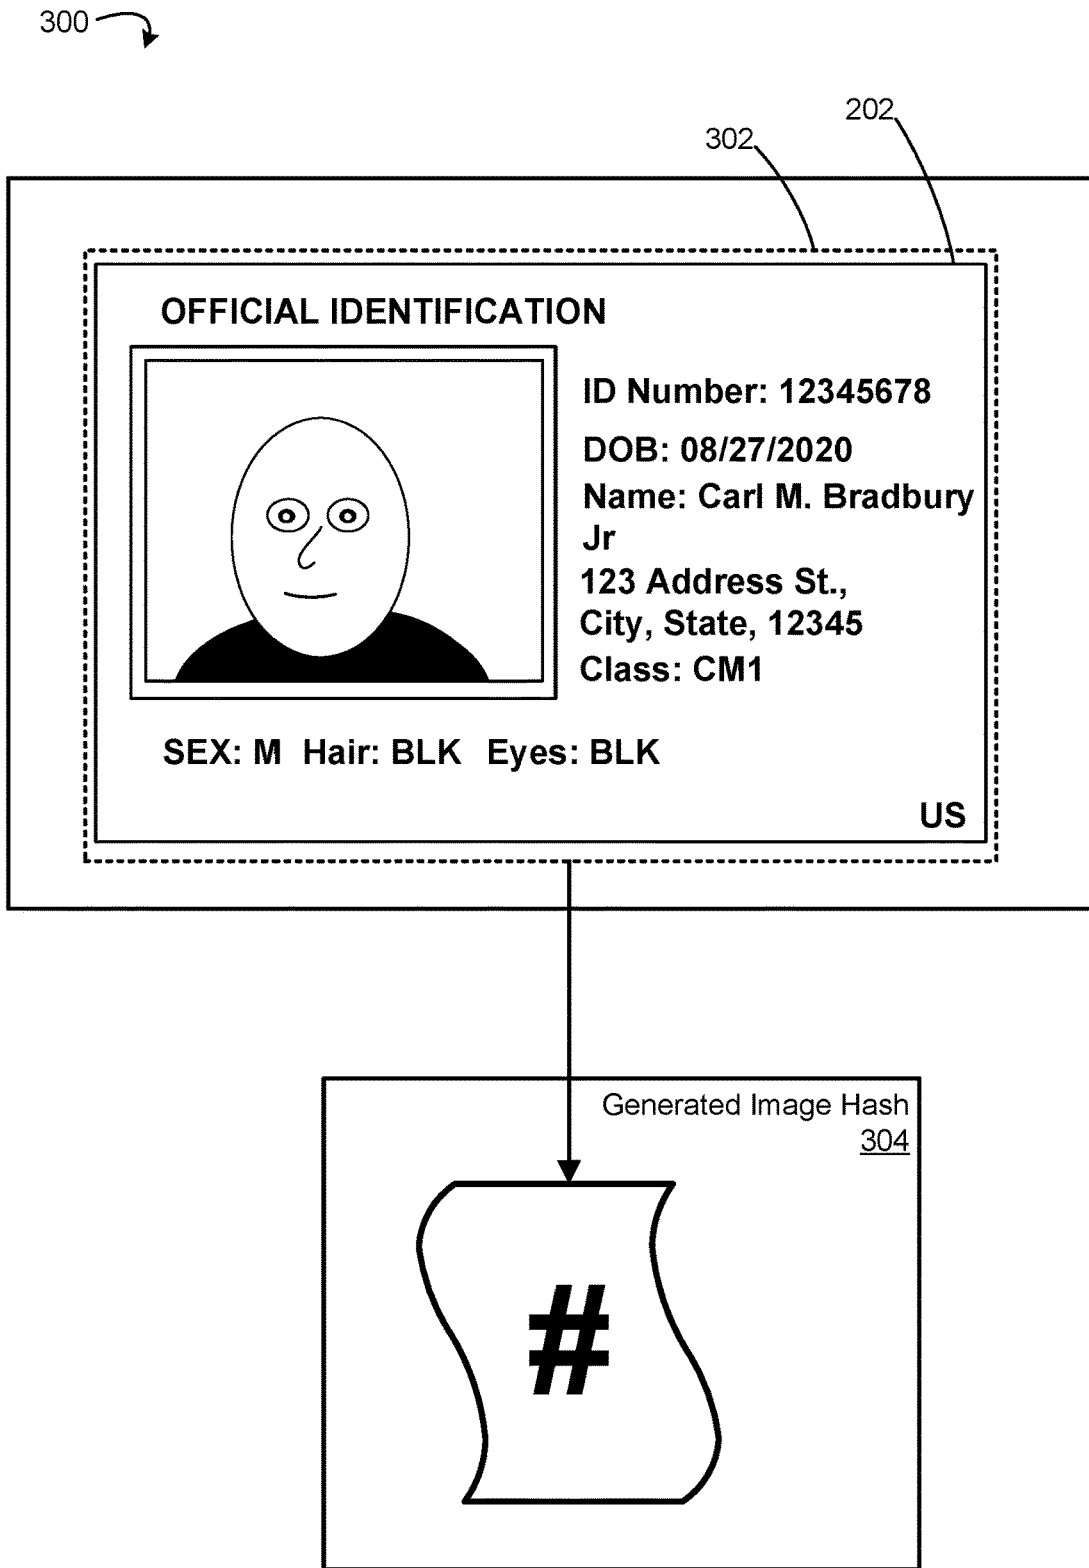 300
202
302
OFFICIAL IDENTIFICATION
ID Number: 12345678
DOB: 08/27/2020
Name: Carl M. Bradbury
Jr
123 Address St.,
City, State, 12345
Class: CM1
SEX: M  Hair: BLK  Eyes: BLK
US
Generated Image Hash
304
#